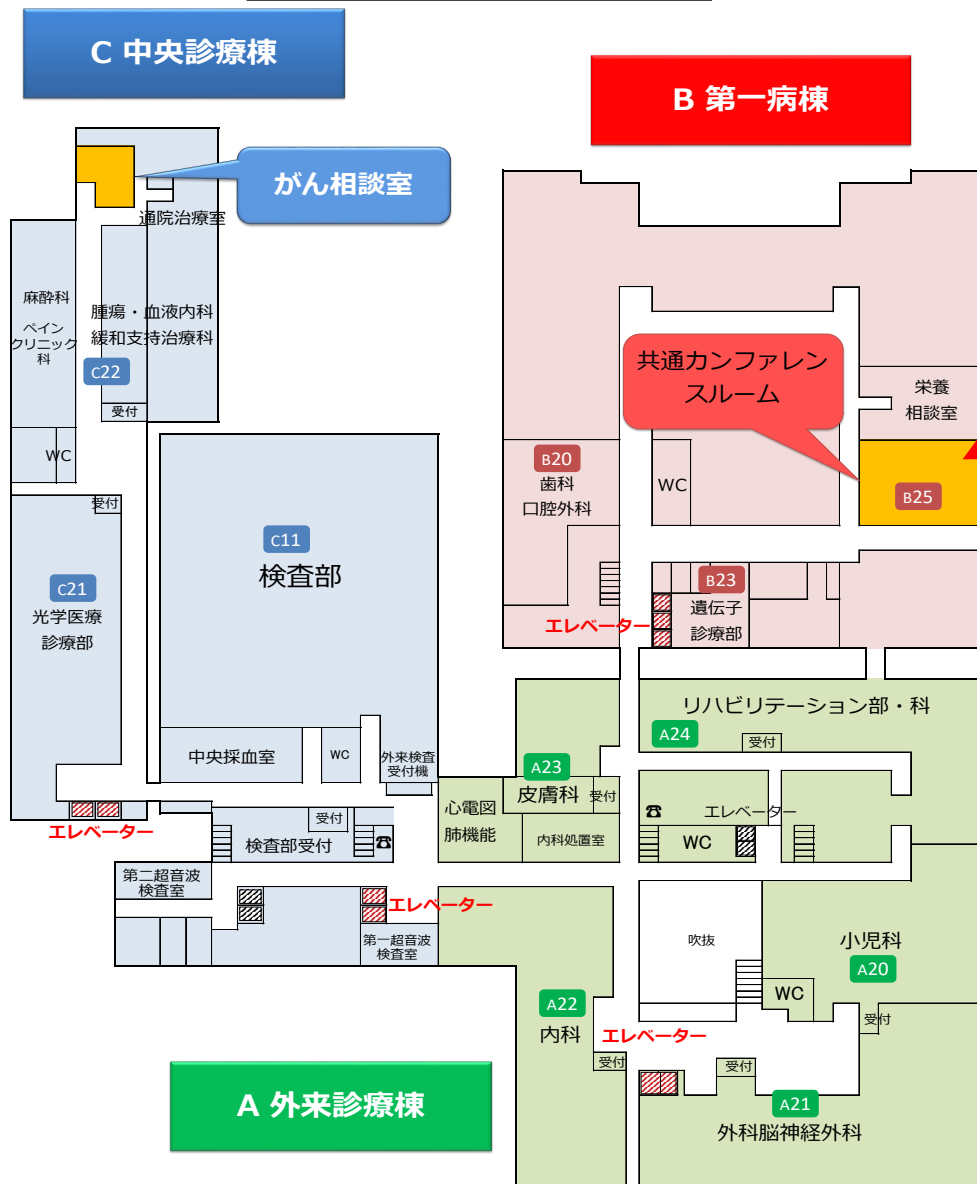 C 中央診療棟
B 第一病棟
がん相談室
通院治療室
麻酔科
ペイン
クリニック
科
腫瘍・血液内科
緩和支持治療科
C22
受付
WC
共通カンファレン
スルーム
栄養
相談室
B20
歯科
口腔外科
WC
B25
受付
C11
検査部
C21
光学医療
診療部
B23
遺伝子
診療部
エレベーター
リハビリテーション部・科
A24
受付
中央採血室
WC
外来検査
受付機
A23
皮膚科
受付
心電図
肺機能
内科処置室
☎
エレベーター
WC
エレベーター
受付
検査部受付
☎
第二超音波
検査室
エレベーター
第一超音波
検査室
吹抜
小児科
A20
WC
受付
A22
内科
受付
エレベーター
受付
A21
外科脳神経外科
A 外来診療棟